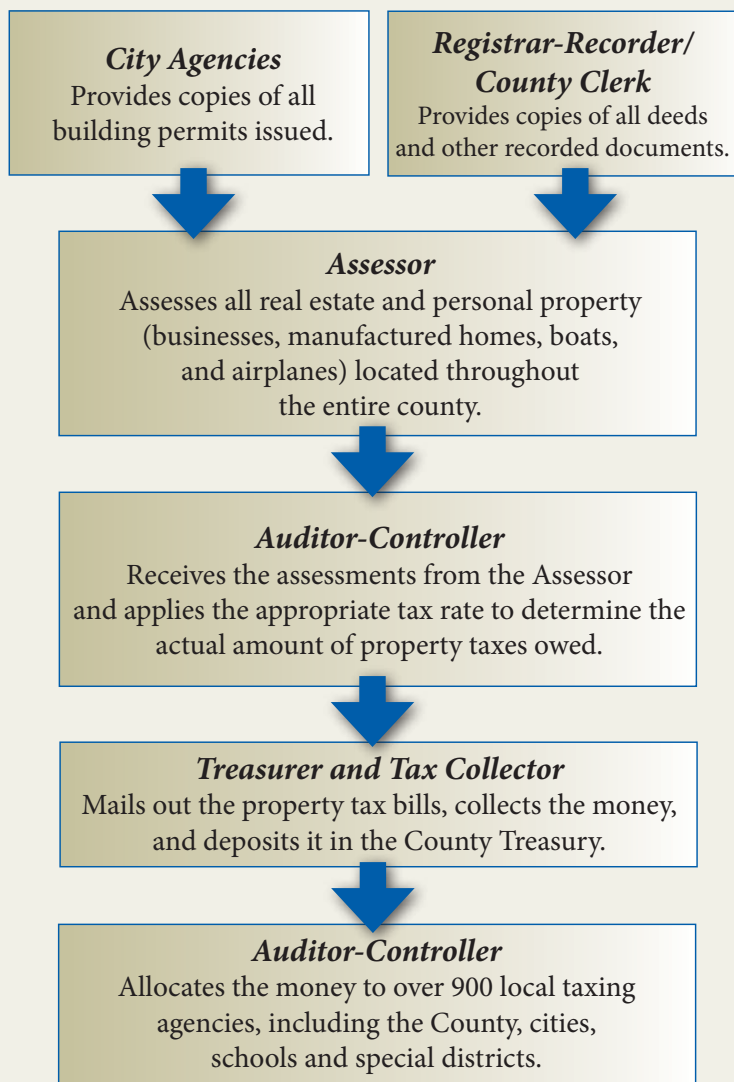 City Agencies
Provides copies of all
building permits issued.
Registrar-Recorder/
County Clerk
Provides copies of all deeds
and other recorded documents.
Assessor
Assesses all real estate and personal property
(businesses, manufactured homes, boats,
and airplanes) located throughout
the entire county.
Auditor-Controller
Receives the assessments from the Assessor
and applies the appropriate tax rate to determine the
actual amount of property taxes owed.
Treasurer and Tax Collector
Mails out the property tax bills, collects the money,
and deposits it in the County Treasury.
Auditor-Controller
Allocates the money to over 900 local taxing
agencies, including the County, cities,
schools and special districts.